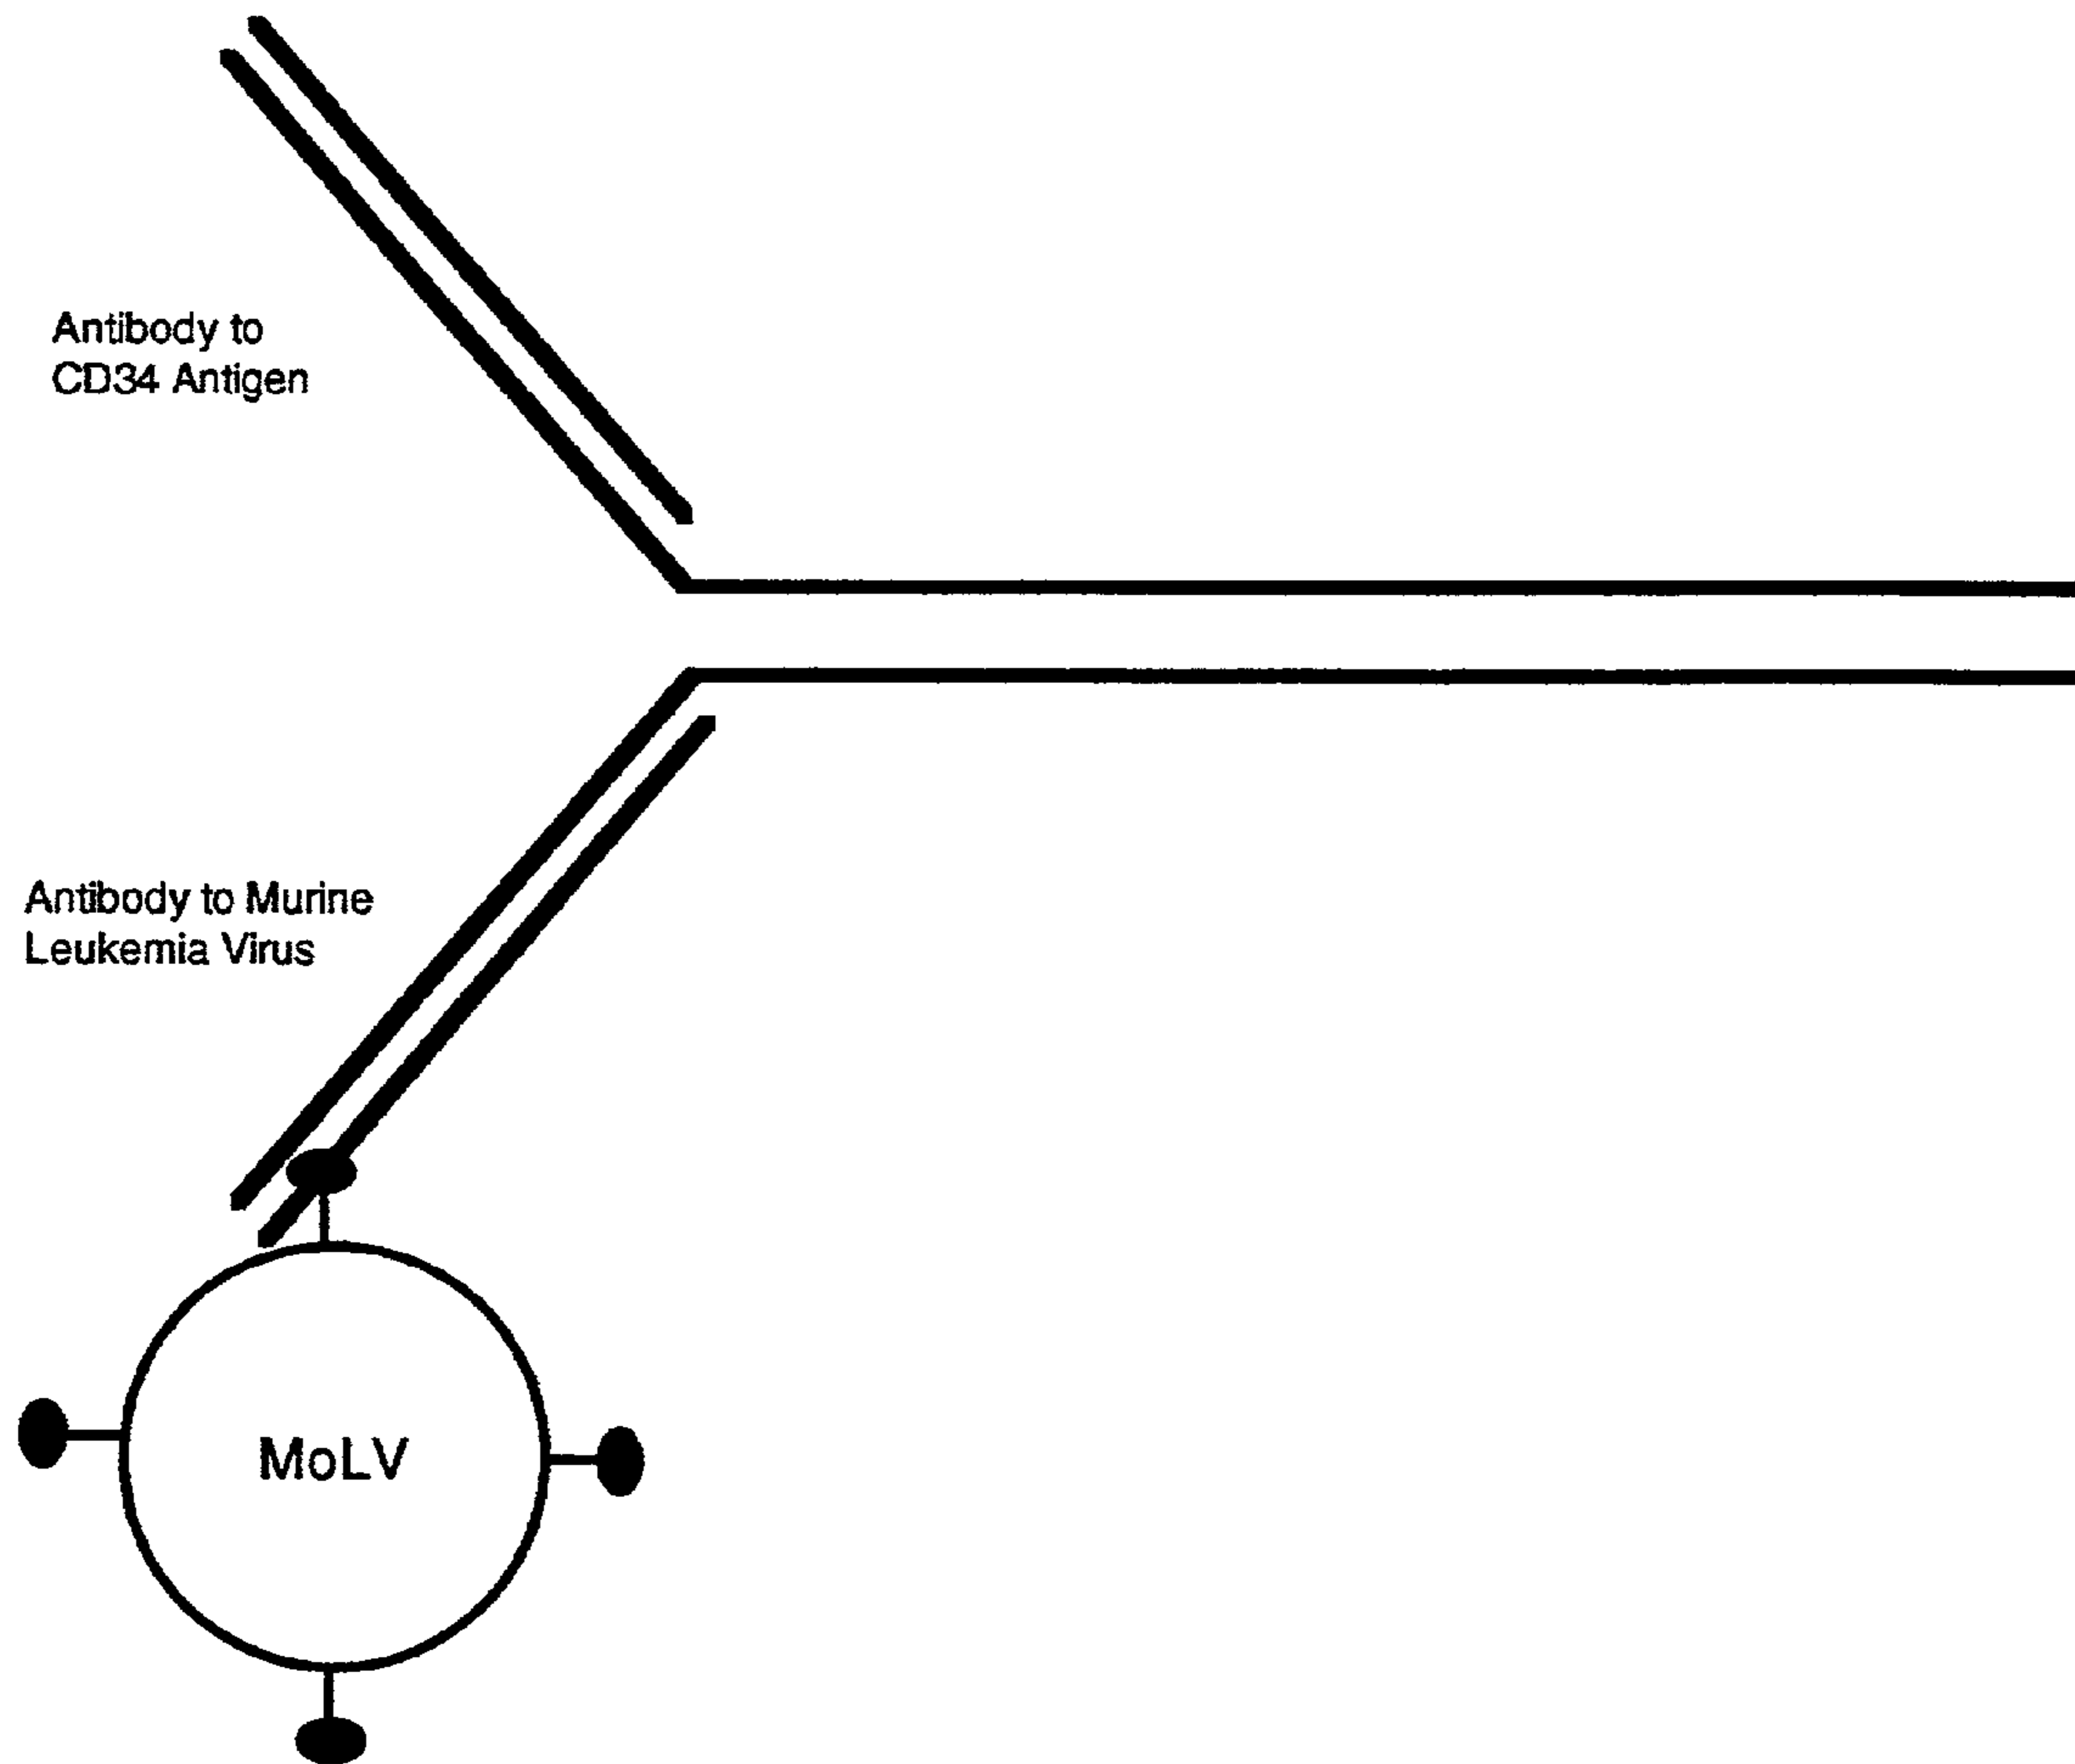 Antibody to
CD34 Antigen
Antibody to Murine
Leukemia Virus
MoLV